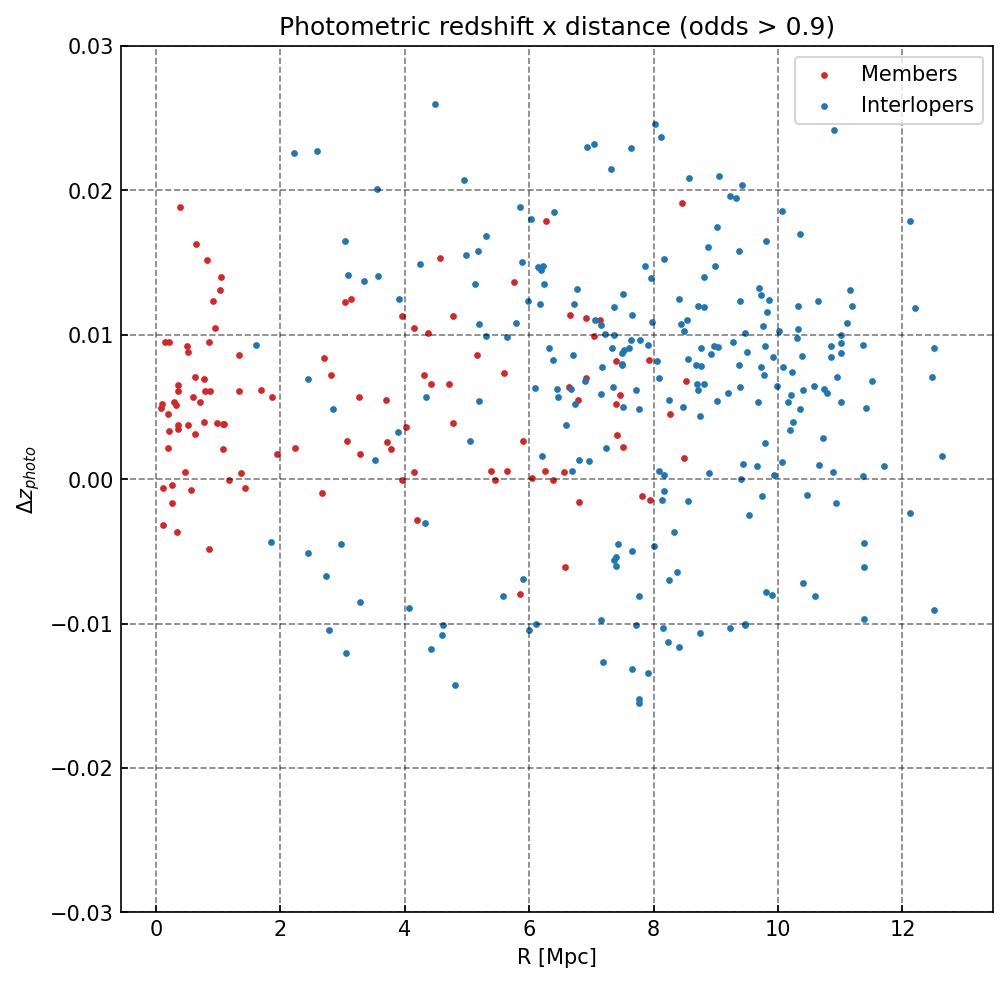 Photometric redshift x distance (odds > 0.9)
Members
Interlopers
0.03
0.02
0.01
0.00
−0.01
−0.02
−0.03
Δz_photo
0 2 4 6 8 10 12
R [Mpc]